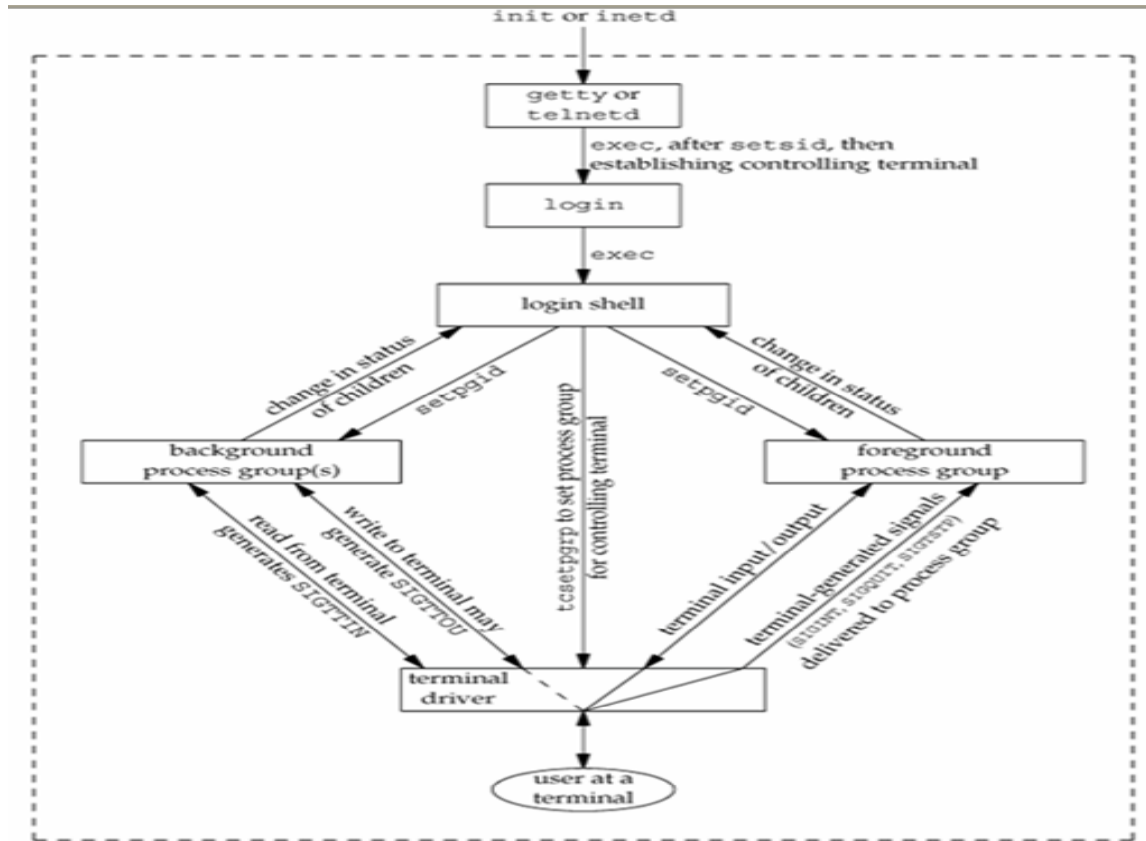 init or inetd
getty or
telnetd
exec, after setsid, then
establishing controlling terminal
login
exec
login shell
change in status
of children
setpgid
tcsetpgrp to set process group
for controlling terminal
setpgid
change in status
of children
background
process group(s)
foreground
process group
read from terminal
generates SIGTTIN
write to terminal may
generate SIGTTOU
terminal input/output
terminal-generated signals
(SIGINT, SIGQUIT, SIGTSTP)
delivered to process group
terminal
driver
user at a
terminal